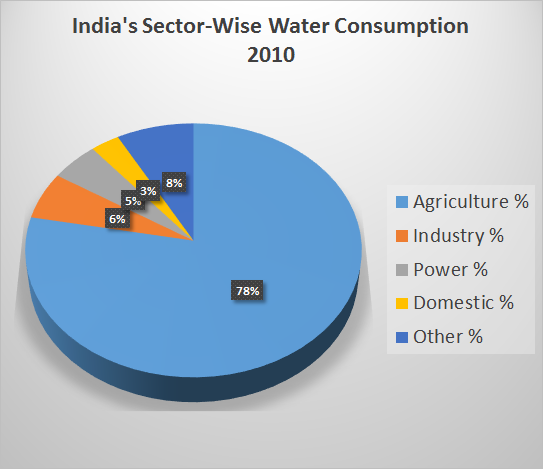 India's Sector-Wise Water Consumption
2010
8%
3%
5%
6%
78%
Agriculture %
Industry %
Power %
Domestic %
Other %